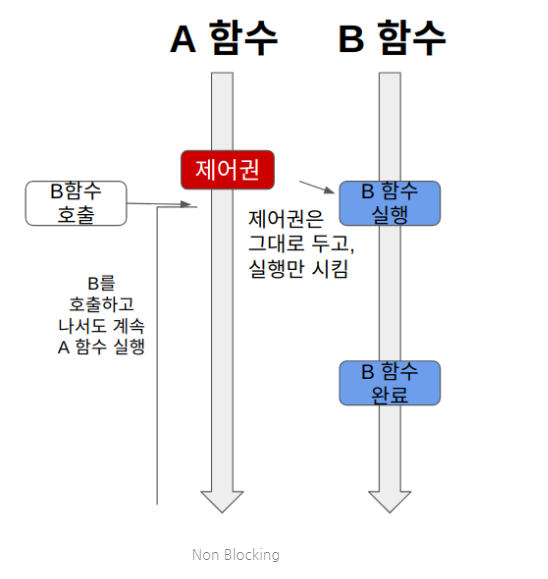 A 함수
B 함수
제어권
B함수
호출
B 함수
실행
제어권은
그대로 두고,
실행만 시킴
B를
호출하고
나서도 계속
A 함수 실행
B 함수
완료
Non Blocking